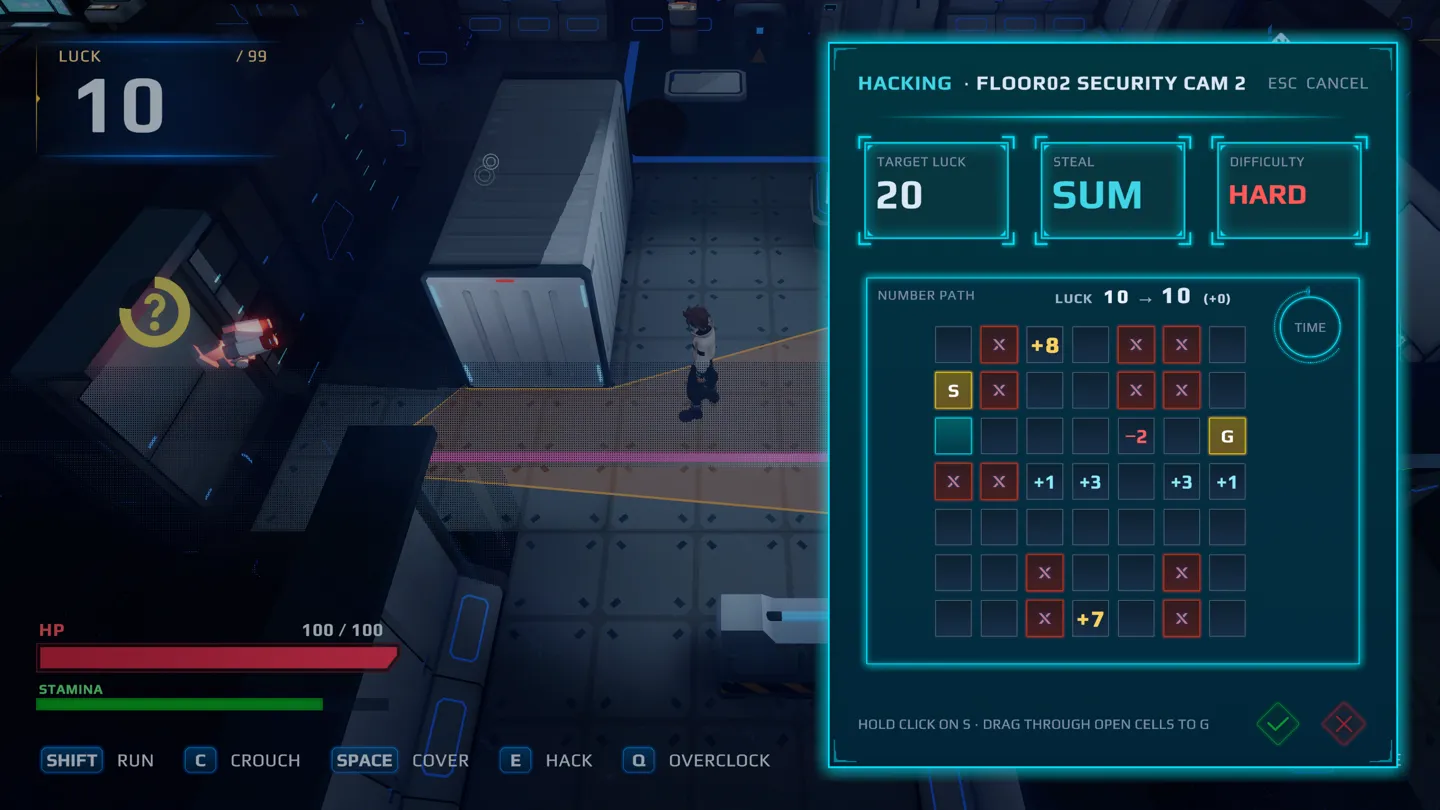 LUCK / 99
10
HACKING · FLOOR02 SECURITY CAM 2 ESC CANCEL
TARGET LUCK
20
STEAL
SUM
DIFFICULTY
HARD
NUMBER PATH
LUCK 10 → 10 (+0)
TIME
X +8 X X
S X X X
−2 G
X X +1 +3 +3 +1
X X
X +7 X
?
HP 100 / 100
STAMINA
HOLD CLICK ON S · DRAG THROUGH OPEN CELLS TO G
SHIFT RUN C CROUCH SPACE COVER E HACK Q OVERCLOCK